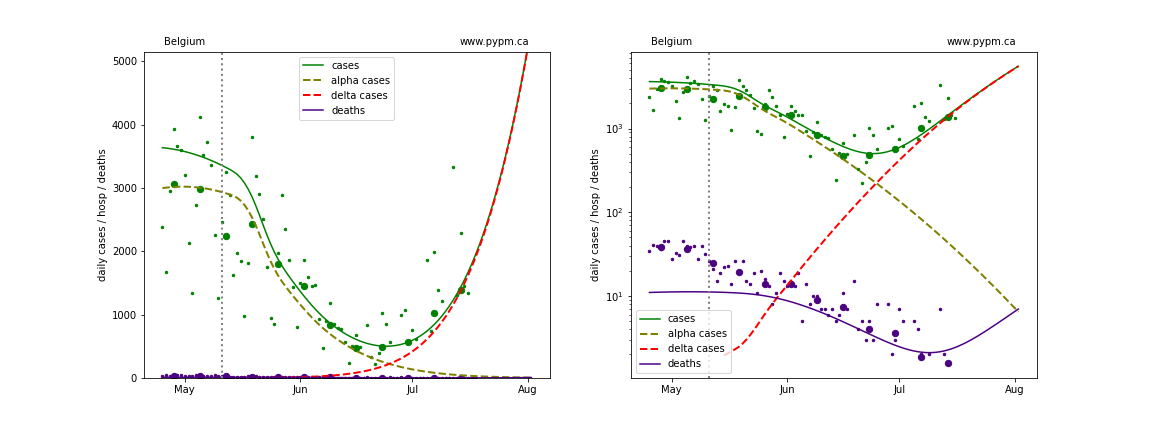 Belgium www.pypm.ca
5000
4000
3000
2000
1000
0
daily cases / hosp / deaths
cases
alpha cases
delta cases
deaths
May Jun Jul Aug
Belgium www.pypm.ca
10³
10²
10¹
daily cases / hosp / deaths
cases
alpha cases
delta cases
deaths
May Jun Jul Aug